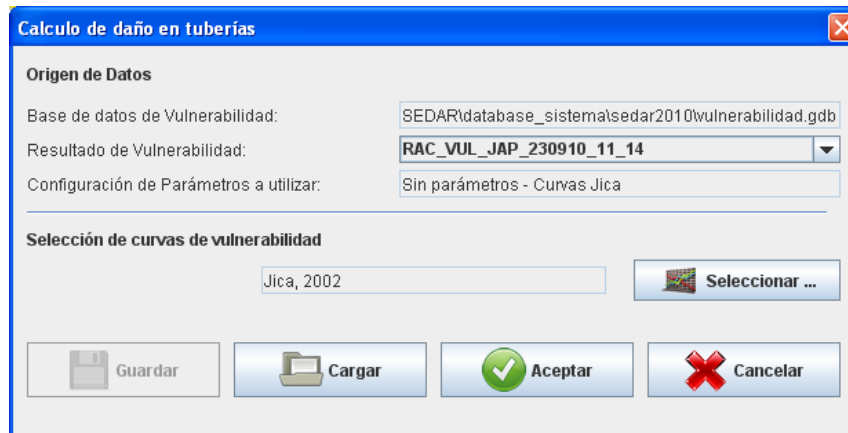 Calculo de daño en tuberías
Origen de Datos
Base de datos de Vulnerabilidad: SEDAR\database_sistema\sedar2010\vulnerabilidad.gdb
Resultado de Vulnerabilidad: RAC_VUL_JAP_230910_11_14
Configuración de Parámetros a utilizar: Sin parámetros - Curvas Jica
Selección de curvas de vulnerabilidad
Jica, 2002 Seleccionar ...
Guardar Cargar Aceptar Cancelar